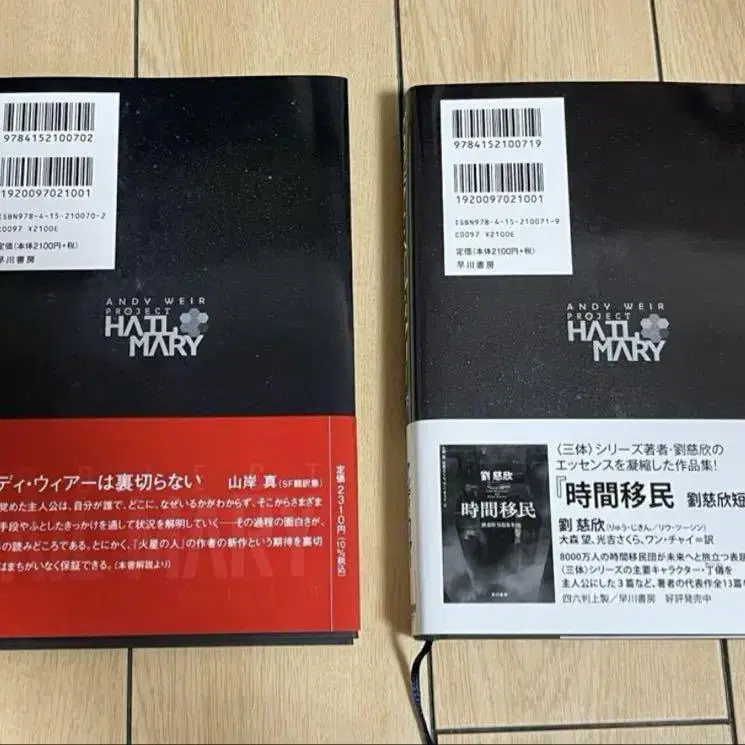 9784152100702
1920097021001
ISBN978-4-15-210070-2
C0097 ¥2100E
定価(本体2100円+税)
早川書房
ANDY WEIR
PROJECT
HAIL
MARY
ディ・ウィアーは裏切らない 山岸 真(SF翻訳業)
覚めた主人公は、自分が誰で、どこに、なぜいるかがわからず、そこからさまざま
手段やふとしたきっかけを通して状況を解明していく——その過程の面白さが、
の読みどころである。とにかく、『火星の人』の作者の新作という期待を裏切
はまちがいなく保証できる。(本書解説より)
定価2310円(10%税込)
9784152100719
1920097021001
ISBN978-4-15-210071-9
C0097 ¥2100E
定価(本体2100円+税)
早川書房
ANDY WEIR
PROJECT
HAIL
MARY
劉慈欣
時間移民
〈三体〉シリーズ著者・劉慈欣の
エッセンスを凝縮した作品集!
『時間移民 劉慈欣短
劉 慈欣(りゅう・じきん/リウ・ツーシン)
大森 望、光吉さくら、ワン・チャイ=訳
8000万人の時間移民団が未来へと旅立つ表題
〈三体〉シリーズの主要キャラクター・丁儀を
主人公にした3篇など、著者の代表作全13篇
四六判上製/早川書房 好評発売中